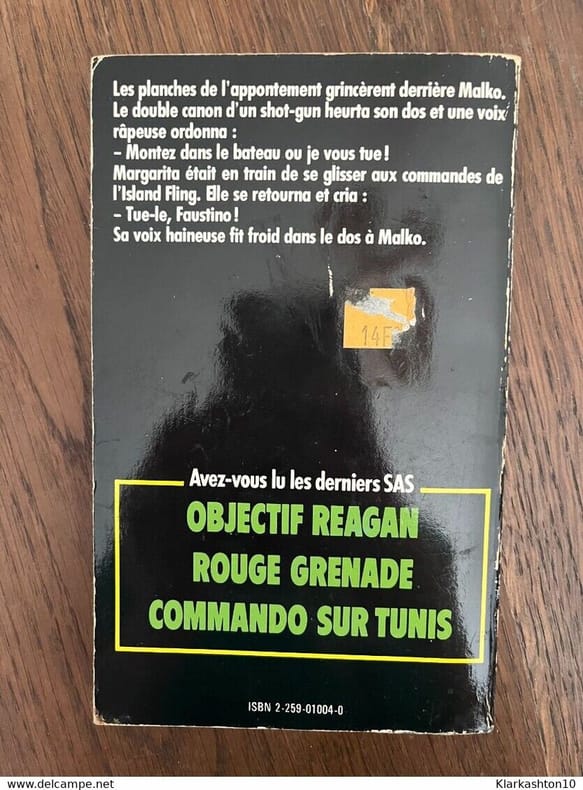 Les planches de l'appontement grincèrent derrière Malko.
Le double canon d'un shot-gun heurta son dos et une voix
râpeuse ordonna :
– Montez dans le bateau ou je vous tue !
Margarita était en train de se glisser aux commandes de
l'Island Fling. Elle se retourna et cria :
– Tue-le, Faustino !
Sa voix haineuse fit froid dans le dos à Malko.
14F
Avez-vous lu les derniers SAS
OBJECTIF REAGAN
ROUGE GRENADE
COMMANDO SUR TUNIS
ISBN 2-259-01004-0
www.delcampe.net
Klarkashton10